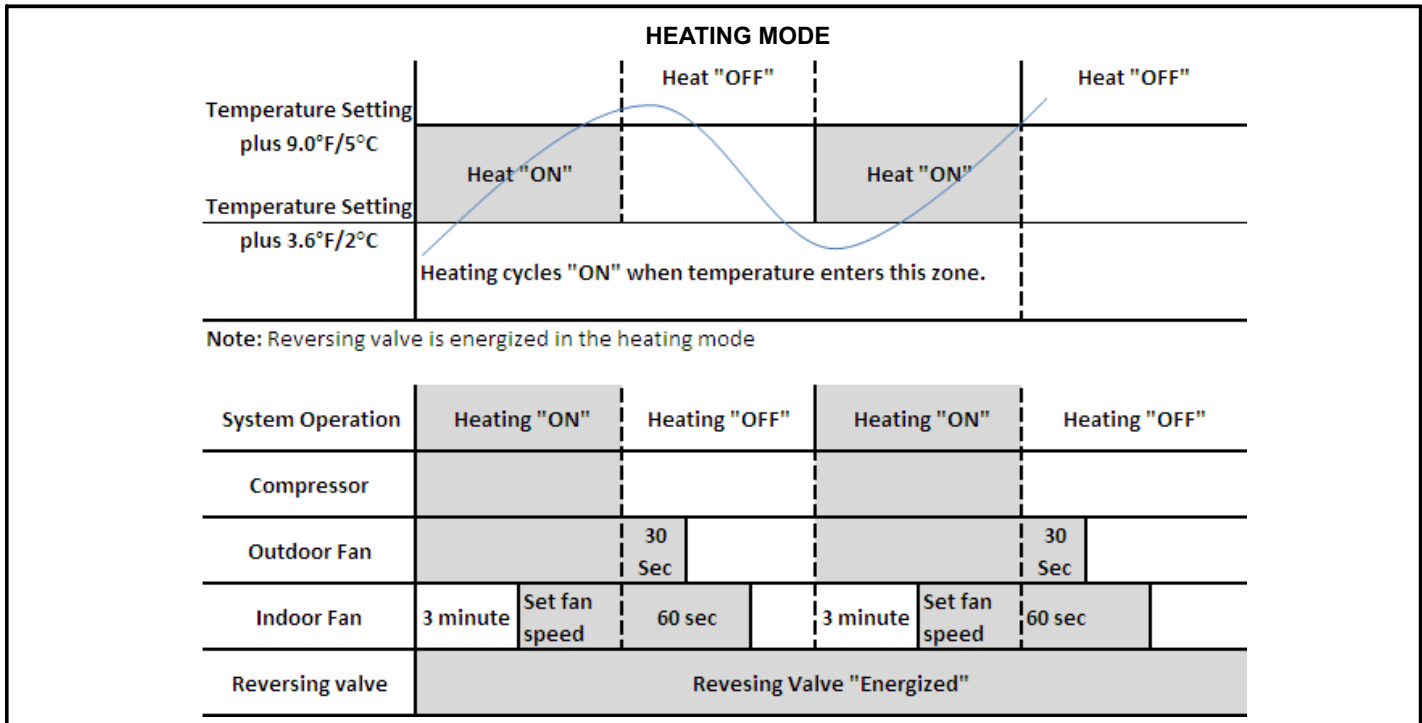 HEATING MODE
Heat "OFF"
Heat "OFF"
Temperature Setting
plus 9.0°F/5°C
Heat "ON"
Heat "ON"
Temperature Setting
plus 3.6°F/2°C
Heating cycles "ON" when temperature enters this zone.
Note: Reversing valve is energized in the heating mode
System Operation
Heating "ON"
Heating "OFF"
Heating "ON"
Heating "OFF"
Compressor
Outdoor Fan
30
Sec
30
Sec
Indoor Fan
3 minute
Set fan
speed
60 sec
3 minute
Set fan
speed
60 sec
Reversing valve
Revesing Valve "Energized"